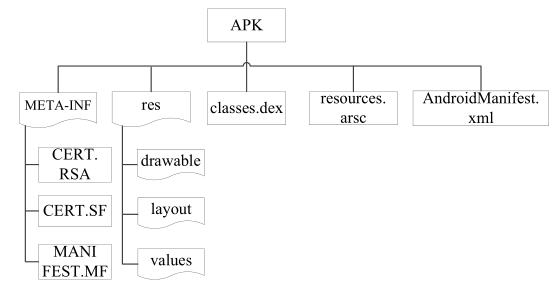 APK
META-INF
res
classes.dex
resources.
arsc
AndroidManifest.
xml
CERT.
RSA
CERT.SF
MANI
FEST.MF
drawable
layout
values